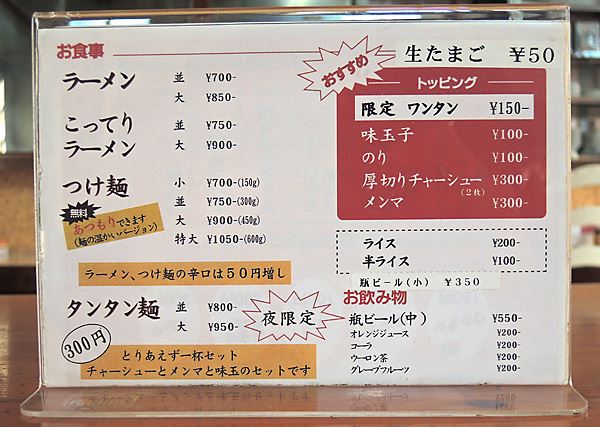 お食事
ラーメン 並 ¥700-
大 ¥850-
こってり
ラーメン 並 ¥750-
大 ¥900-
つけ麺 小 ¥700-(150g)
並 ¥750-(300g)
大 ¥900-(450g)
特大 ¥1050-(600g)
無料
あつもりできます
(麺の温かいバージョン)
ラーメン、つけ麺の辛口は50円増し
タンタン麺 並 ¥800-
大 ¥950-
夜限定
300円
とりあえず一杯セット
チャーシューとメンマと味玉のセットです
生たまご ¥50
おすすめ
トッピング
限定 ワンタン ¥150-
味玉子 ¥100-
のり ¥100-
厚切りチャーシュー ¥300-
(2枚)
メンマ ¥300-
ライス ¥200-
半ライス ¥100-
瓶ビール(小) ¥350
お飲み物
瓶ビール(中) ¥550-
オレンジジュース ¥200-
コーラ ¥200-
ウーロン茶 ¥200-
グレープフルーツ ¥200-